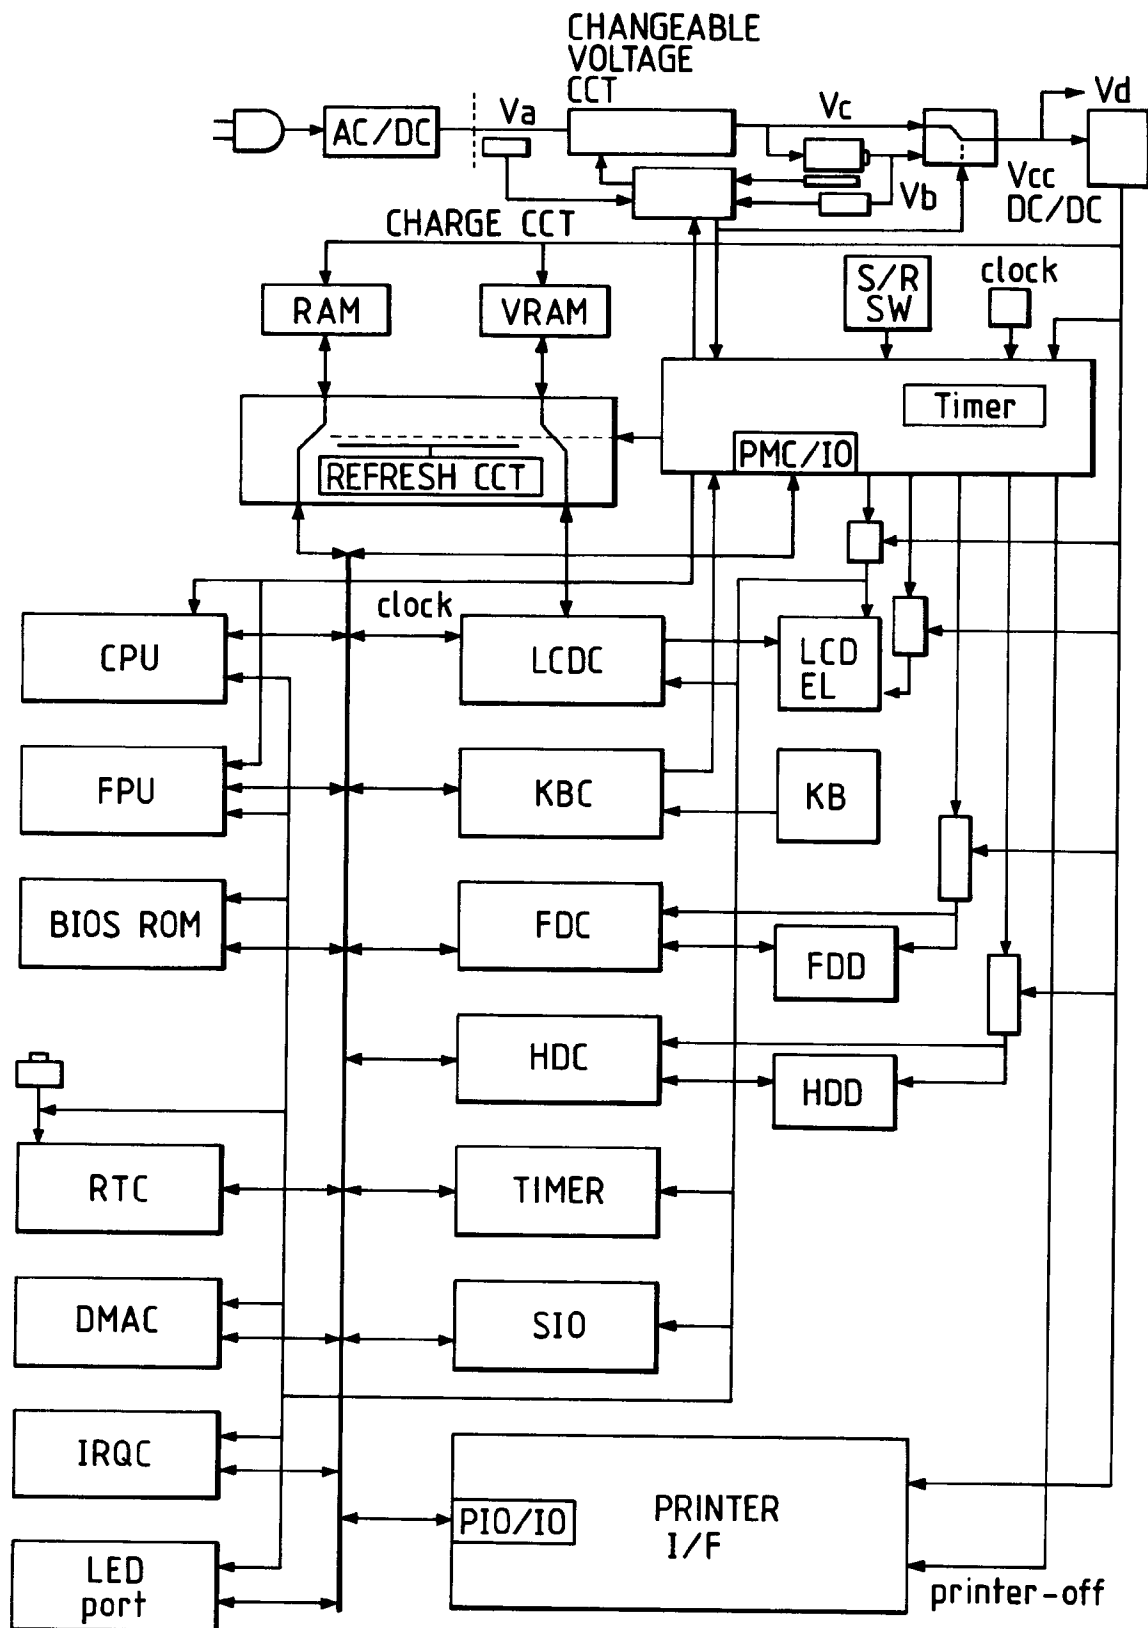 CHANGEABLE
VOLTAGE
CCT
AC/DC
Va
Vc
Vd
Vb
Vcc
DC/DC
CHARGE CCT
RAM
VRAM
S/R
SW
clock
Timer
PMC/IO
REFRESH CCT
clock
CPU
LCDC
LCD
EL
FPU
KBC
KB
BIOS ROM
FDC
FDD
HDC
HDD
RTC
TIMER
DMAC
SIO
IRQC
PIO/IO
PRINTER
I/F
LED
port
printer-off